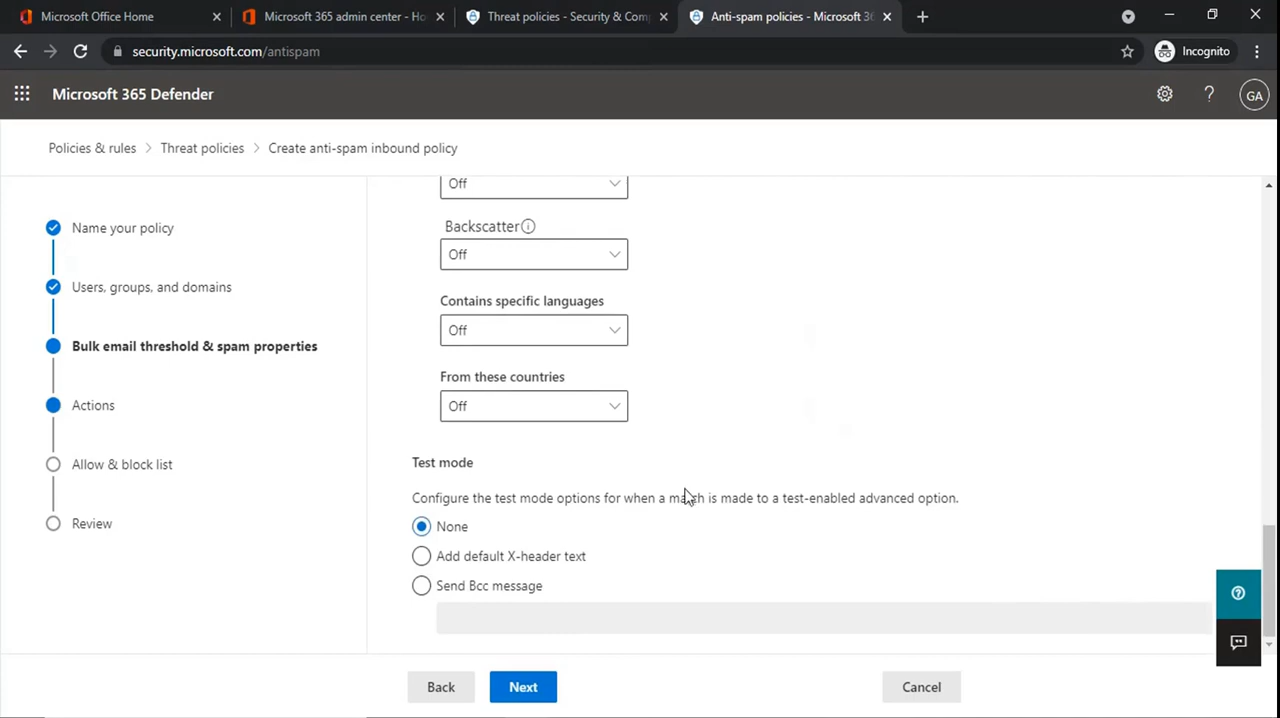 Microsoft Office Home
Microsoft 365 admin center - Ho
Threat policies - Security & Com
Anti-spam policies - Microsoft 36
security.microsoft.com/antispam
Incognito
Microsoft 365 Defender
?
GA
Policies & rules > Threat policies > Create anti-spam inbound policy
Name your policy
Users, groups, and domains
Bulk email threshold & spam properties
Actions
Allow & block list
Review
Off
Backscatter
Off
Contains specific languages
Off
From these countries
Off
Test mode
Configure the test mode options for when a match is made to a test-enabled advanced option.
None
Add default X-header text
Send Bcc message
Back
Next
Cancel